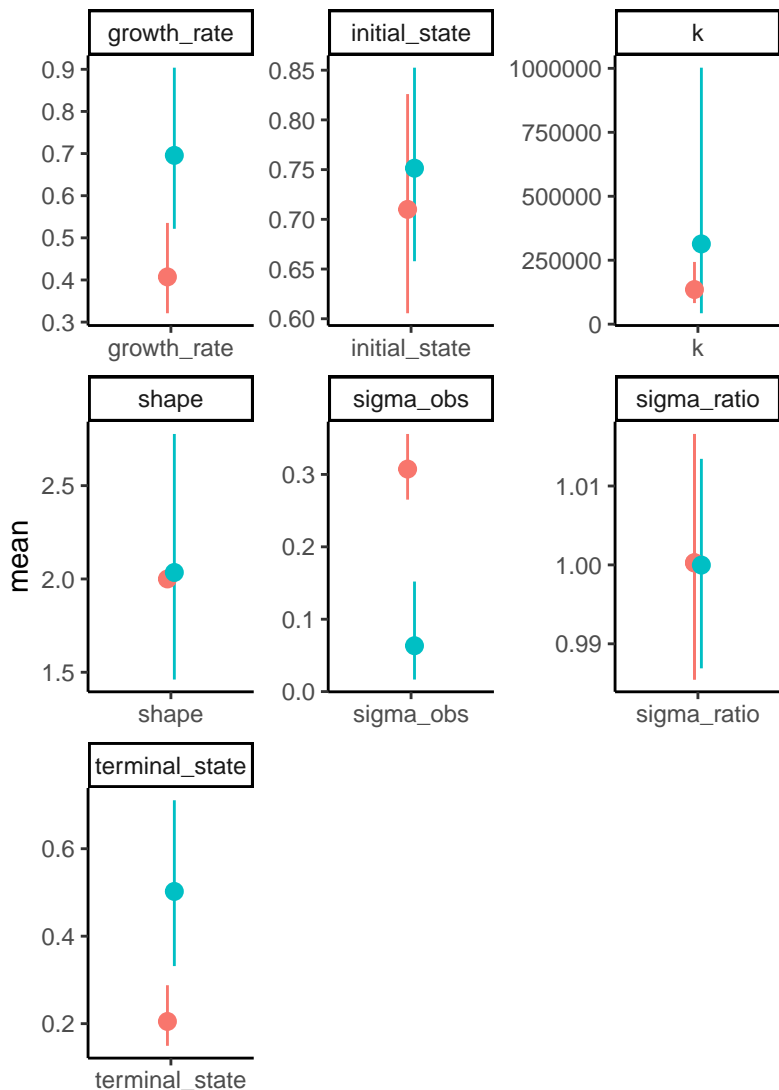 growth_rate
initial_state
k
0.9
0.8
0.7
0.6
0.5
0.4
0.3
growth_rate
0.85
0.80
0.75
0.70
0.65
0.60
initial_state
1000000
750000
500000
250000
0
k
shape
sigma_obs
sigma_ratio
mean
2.5
2.0
1.5
shape
0.3
0.2
0.1
0.0
sigma_obs
1.01
1.00
0.99
sigma_ratio
terminal_state
0.6
0.4
0.2
terminal_state